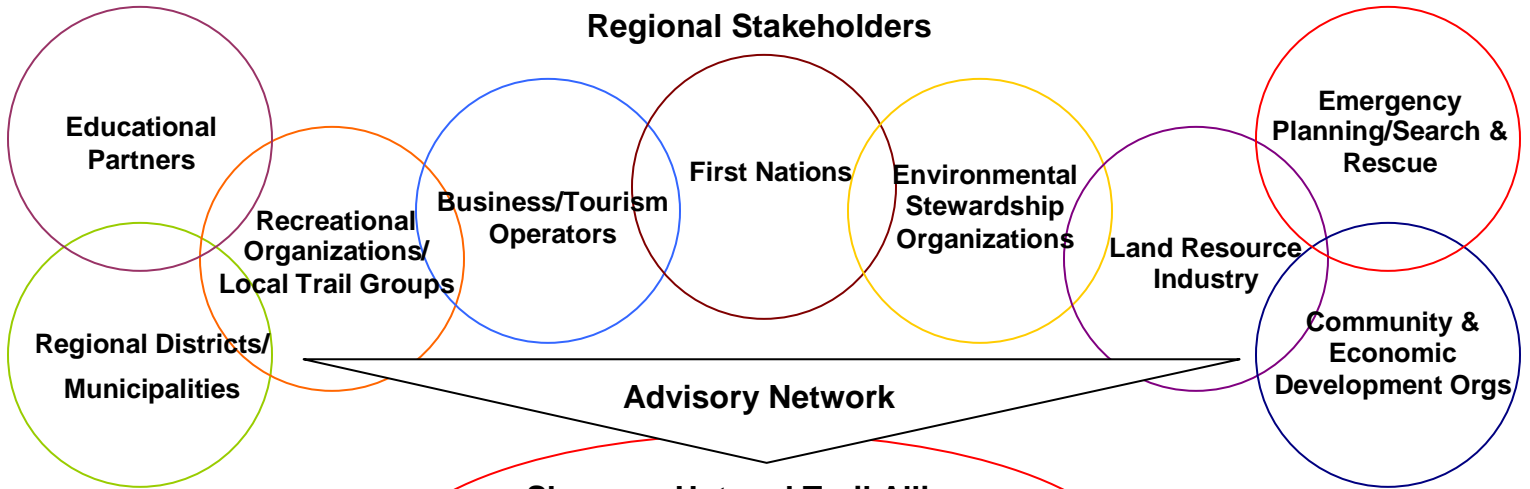 Regional Stakeholders
Educational
Partners
Regional Districts/
Municipalities
Recreational
Organizations/
Local Trail Groups
Business/Tourism
Operators
First Nations
Environmental
Stewardship
Organizations
Land Resource
Industry
Emergency
Planning/Search &
Rescue
Community &
Economic
Development Orgs
Advisory Network